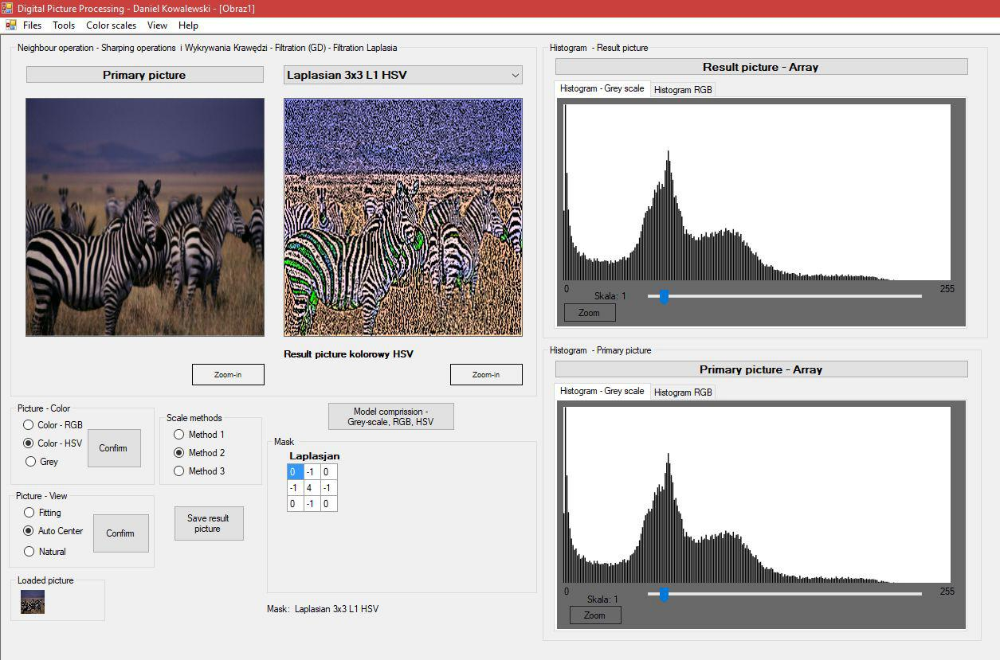 Digital Picture Processing - Daniel Kowalewski - [Obraz1]
Files Tools Color scales View Help
Neighbour operation - Sharping operations i Wykrywania Krawędzi - Filtration (GD) - Filtration Laplasia
Primary picture
Laplasian 3x3 L1 HSV
Result picture kolorowy HSV
Zoom-in
Zoom-in
Picture - Color
Color - RGB
Color - HSV
Grey
Confirm
Scale methods
Method 1
Method 2
Method 3
Model comprission -
Grey-scale, RGB, HSV
Mask
Laplasjan
0 -1 0
-1 4 -1
0 -1 0
Picture - View
Fitting
Auto Center
Natural
Confirm
Save result
picture
Loaded picture
Mask: Laplasian 3x3 L1 HSV
Histogram - Result picture
Result picture - Array
Histogram - Grey scale Histogram RGB
0 255
Skala: 1
Zoom
Histogram - Primary picture
Primary picture - Array
Histogram - Grey scale Histogram RGB
0 255
Skala: 1
Zoom